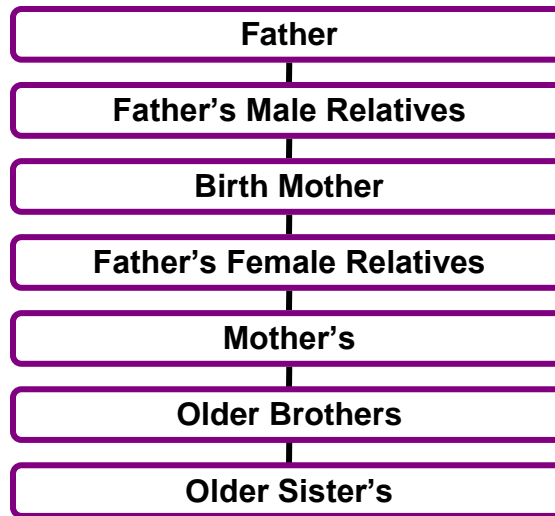 Father
Father’s Male Relatives
Birth Mother
Father’s Female Relatives
Mother’s
Older Brothers
Older Sister’s